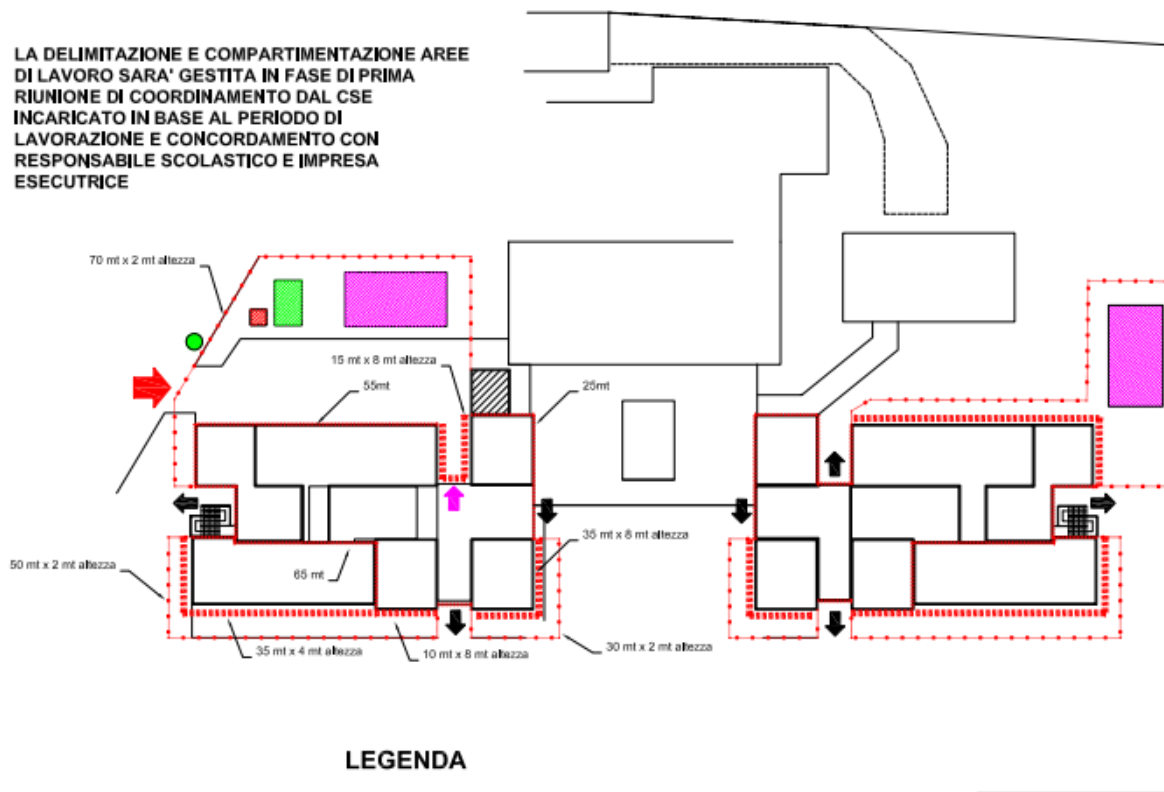 LA DELIMITAZIONE E COMPARTIMENTAZIONE AREE
DI LAVORO SARA' GESTITA IN FASE DI PRIMA
RIUNIONE DI COORDINAMENTO DAL CSE
INCARICATO IN BASE AL PERIODO DI
LAVORAZIONE E CONCORDAMENTO CON
RESPONSABILE SCOLASTICO E IMPRESA
ESECUTRICE
70 mt x 2 mt altezza
15 mt x 8 mt altezza
55mt
25mt
35 mt x 8 mt altezza
50 mt x 2 mt altezza
65 mt
35 mt x 4 mt altezza
10 mt x 8 mt altezza
30 mt x 2 mt altezza
LEGENDA